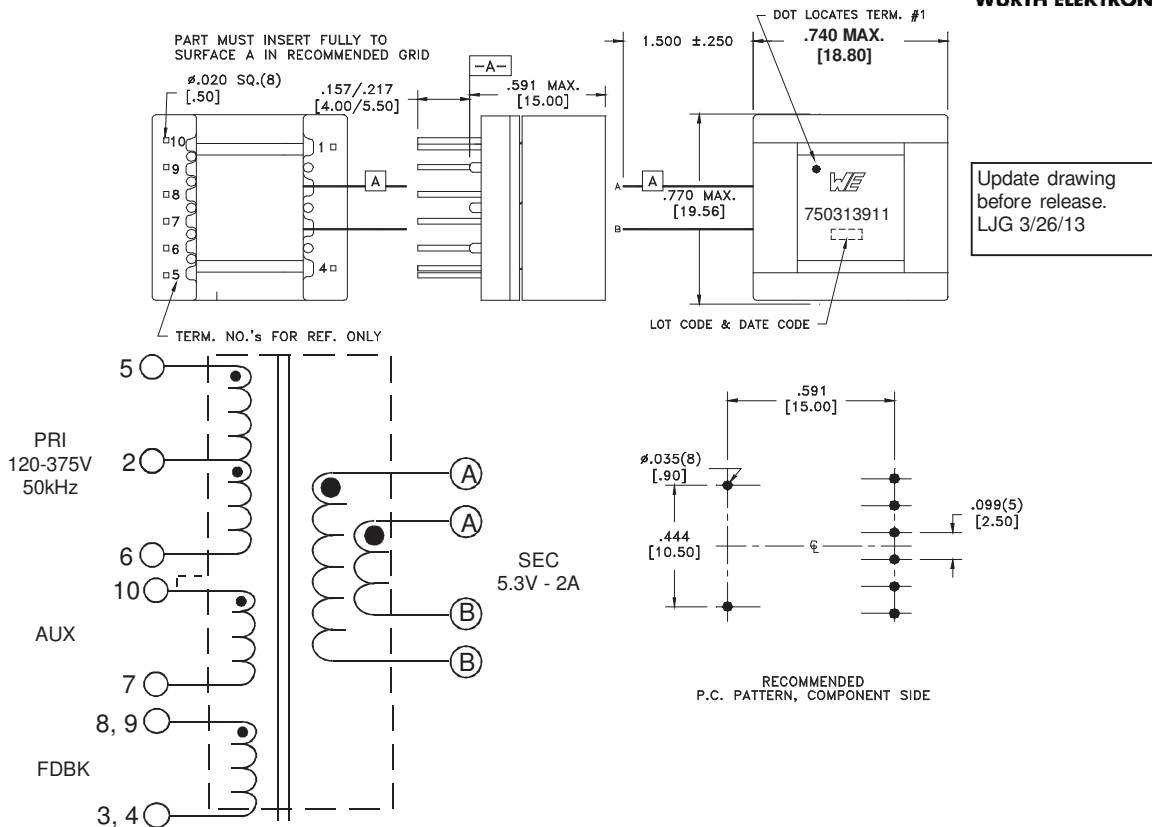 WÜRTH ELEKTRON
DOT LOCATES TERM. #1
PART MUST INSERT FULLY TO
SURFACE A IN RECOMMENDED GRID
ø.020 SQ.(8)
[.50]
.157/.217
[4.00/5.50]
-A-
.591 MAX.
[15.00]
1.500 ±.250
.740 MAX.
[18.80]
10
9
8
7
6
5
1
4
A
A
B
A
.770 MAX.
[19.56]
WE
750313911
Update drawing
before release.
LJG 3/26/13
LOT CODE & DATE CODE
TERM. NO.'s FOR REF. ONLY
5
PRI
120-375V
50kHz
2
6
10
AUX
7
8, 9
FDBK
3, 4
A
A
SEC
5.3V - 2A
B
B
.591
[15.00]
ø.035(8)
[.90]
.444
[10.50]
.099(5)
[2.50]
CL
RECOMMENDED
P.C. PATTERN, COMPONENT SIDE